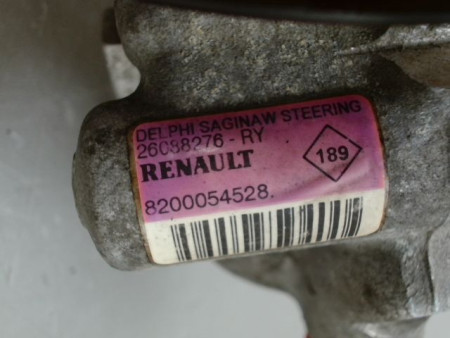 DELPHI SAGINAW STEERING
26088276-RY
RENAULT
189
8200054528.